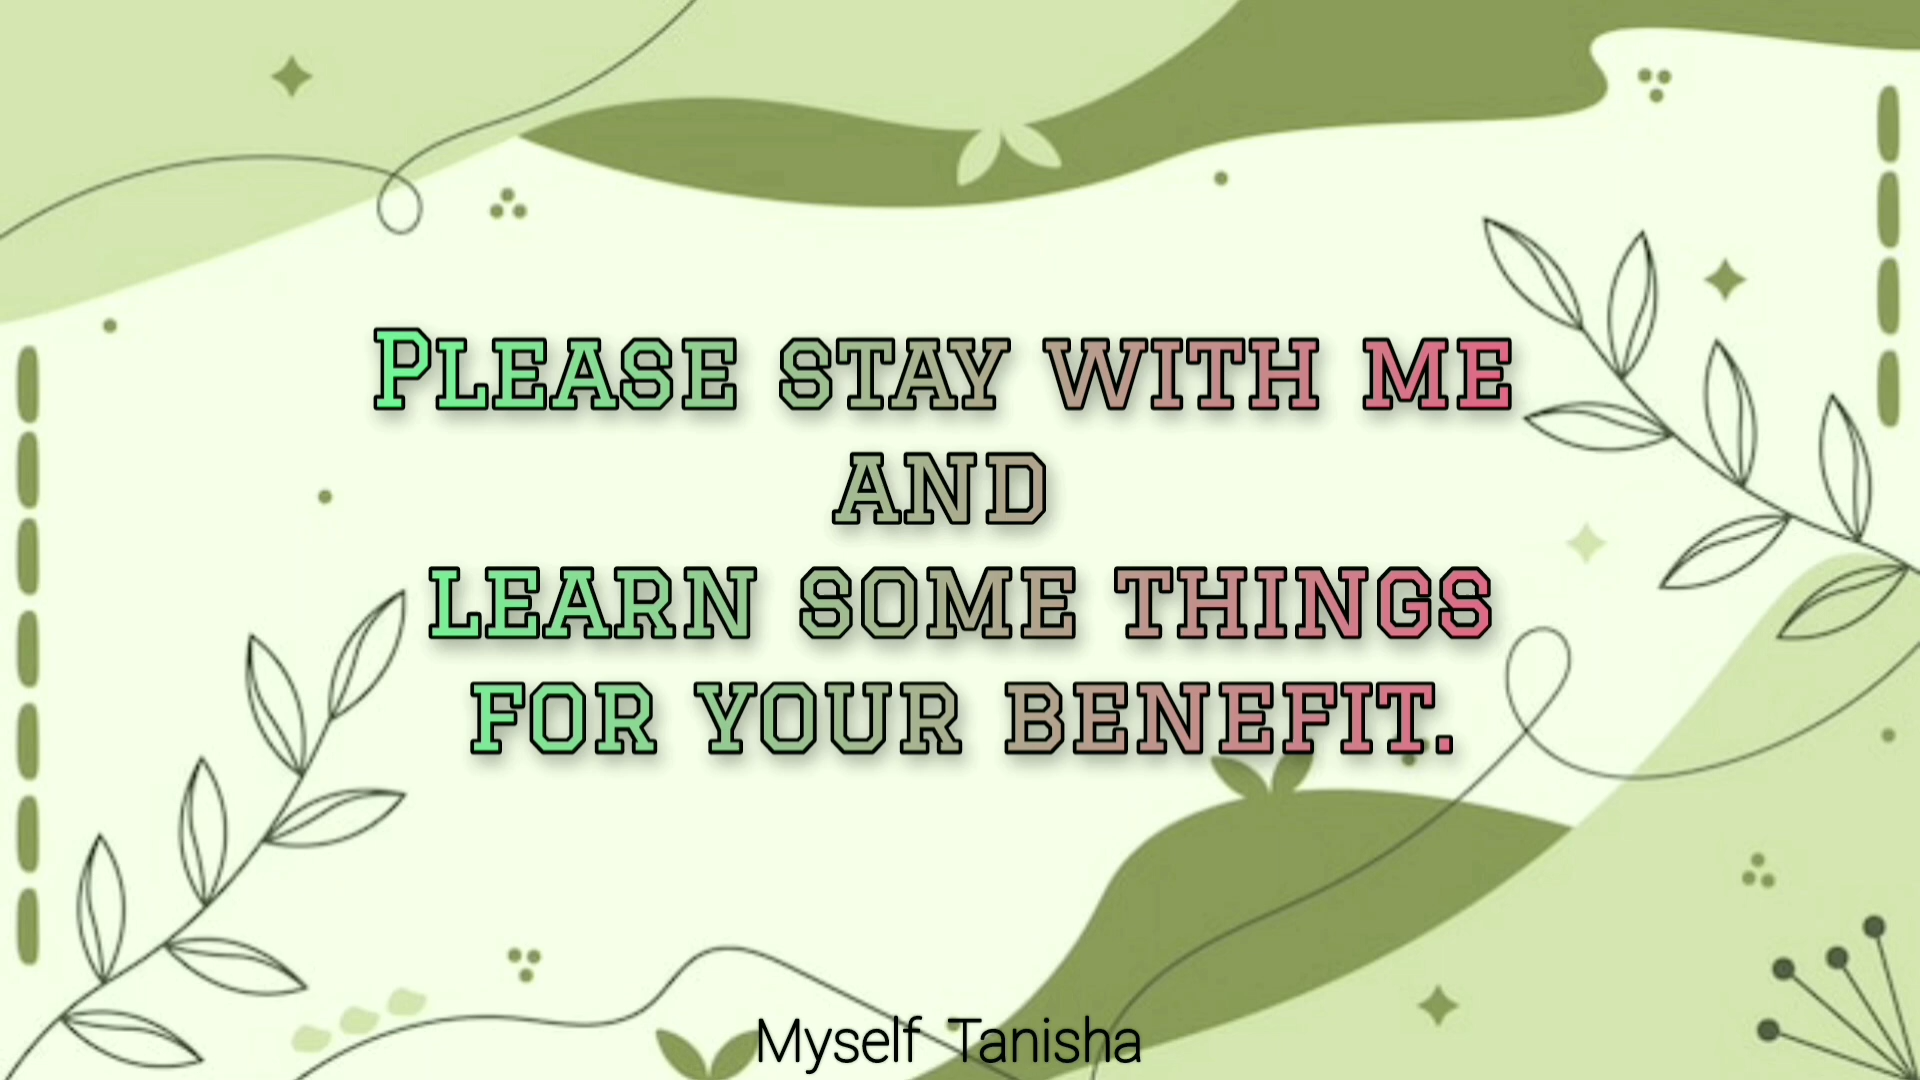 Please stay with me
and
learn some things
for your benefit.
Myself Tanisha